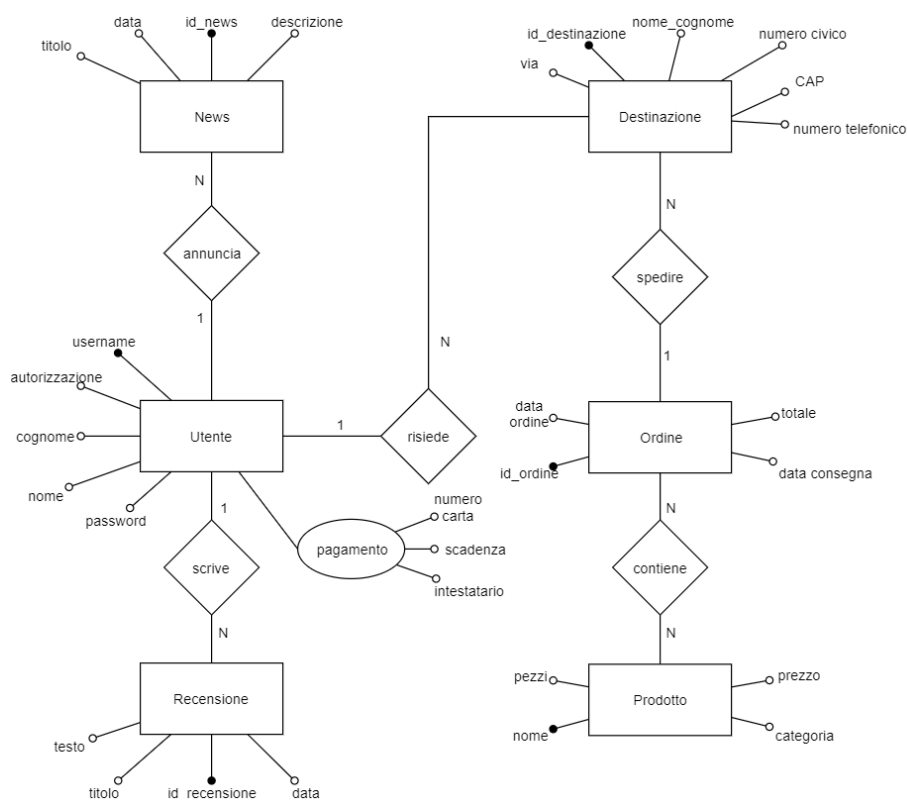 data
id_news
descrizione
titolo
News
N
annuncia
1
id_destinazione
nome_cognome
numero civico
via
CAP
Destinazione
numero telefonico
N
spedire
1
username
autorizzazione
cognome
Utente
nome
password
1
risiede
N
data
ordine
totale
Ordine
id_ordine
data consegna
1
scrive
N
pagamento
numero
carta
scadenza
intestatario
N
contiene
N
Recensione
testo
titolo
id_recensione
data
pezzi
prezzo
Prodotto
nome
categoria